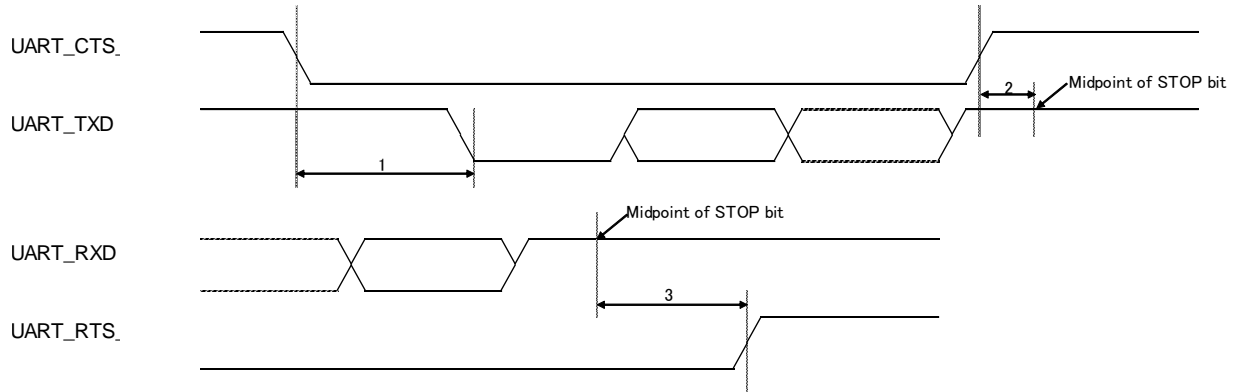 UART_CTS_
2
Midpoint of STOP bit
UART_TXD
1
Midpoint of STOP bit
UART_RXD
3
UART_RTS_